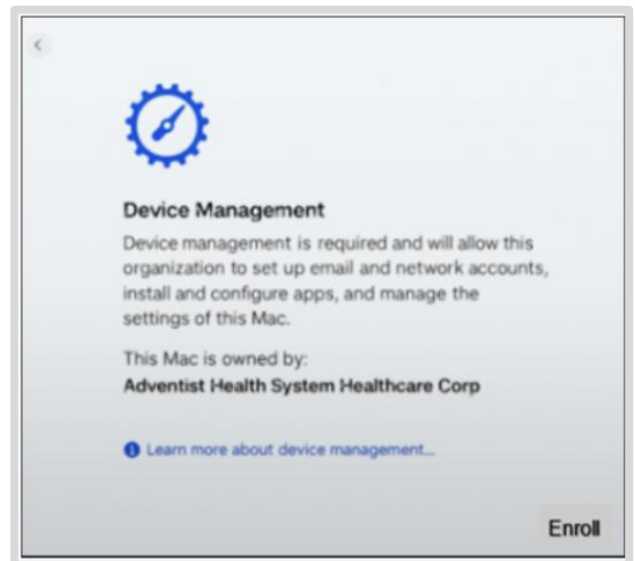 Device Management
Device management is required and will allow this
organization to set up email and network accounts,
install and configure apps, and manage the
settings of this Mac.
This Mac is owned by:
Adventist Health System Healthcare Corp
Learn more about device management...
Enroll